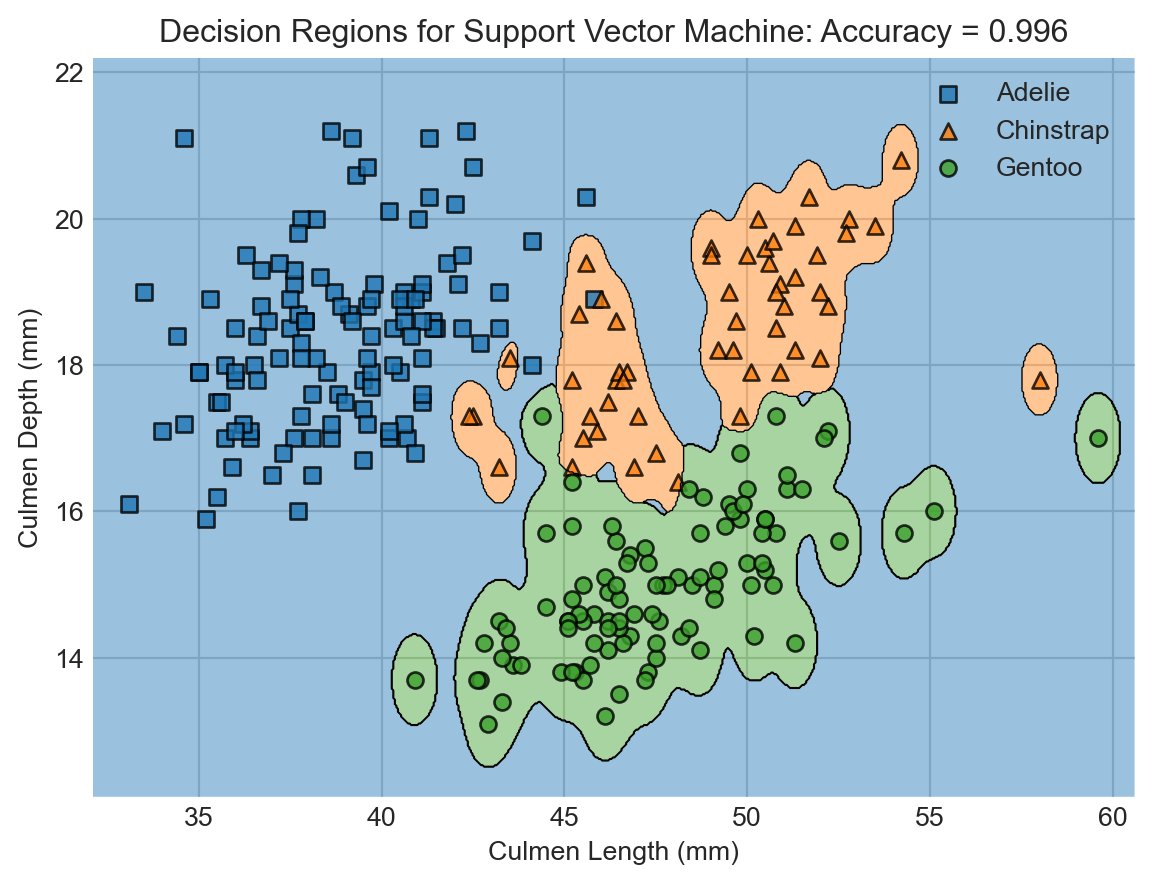 Decision Regions for Support Vector Machine: Accuracy = 0.996
Adelie
Chinstrap
Gentoo
22
20
18
16
14
Culmen Depth (mm)
35
40
45
50
55
60
Culmen Length (mm)